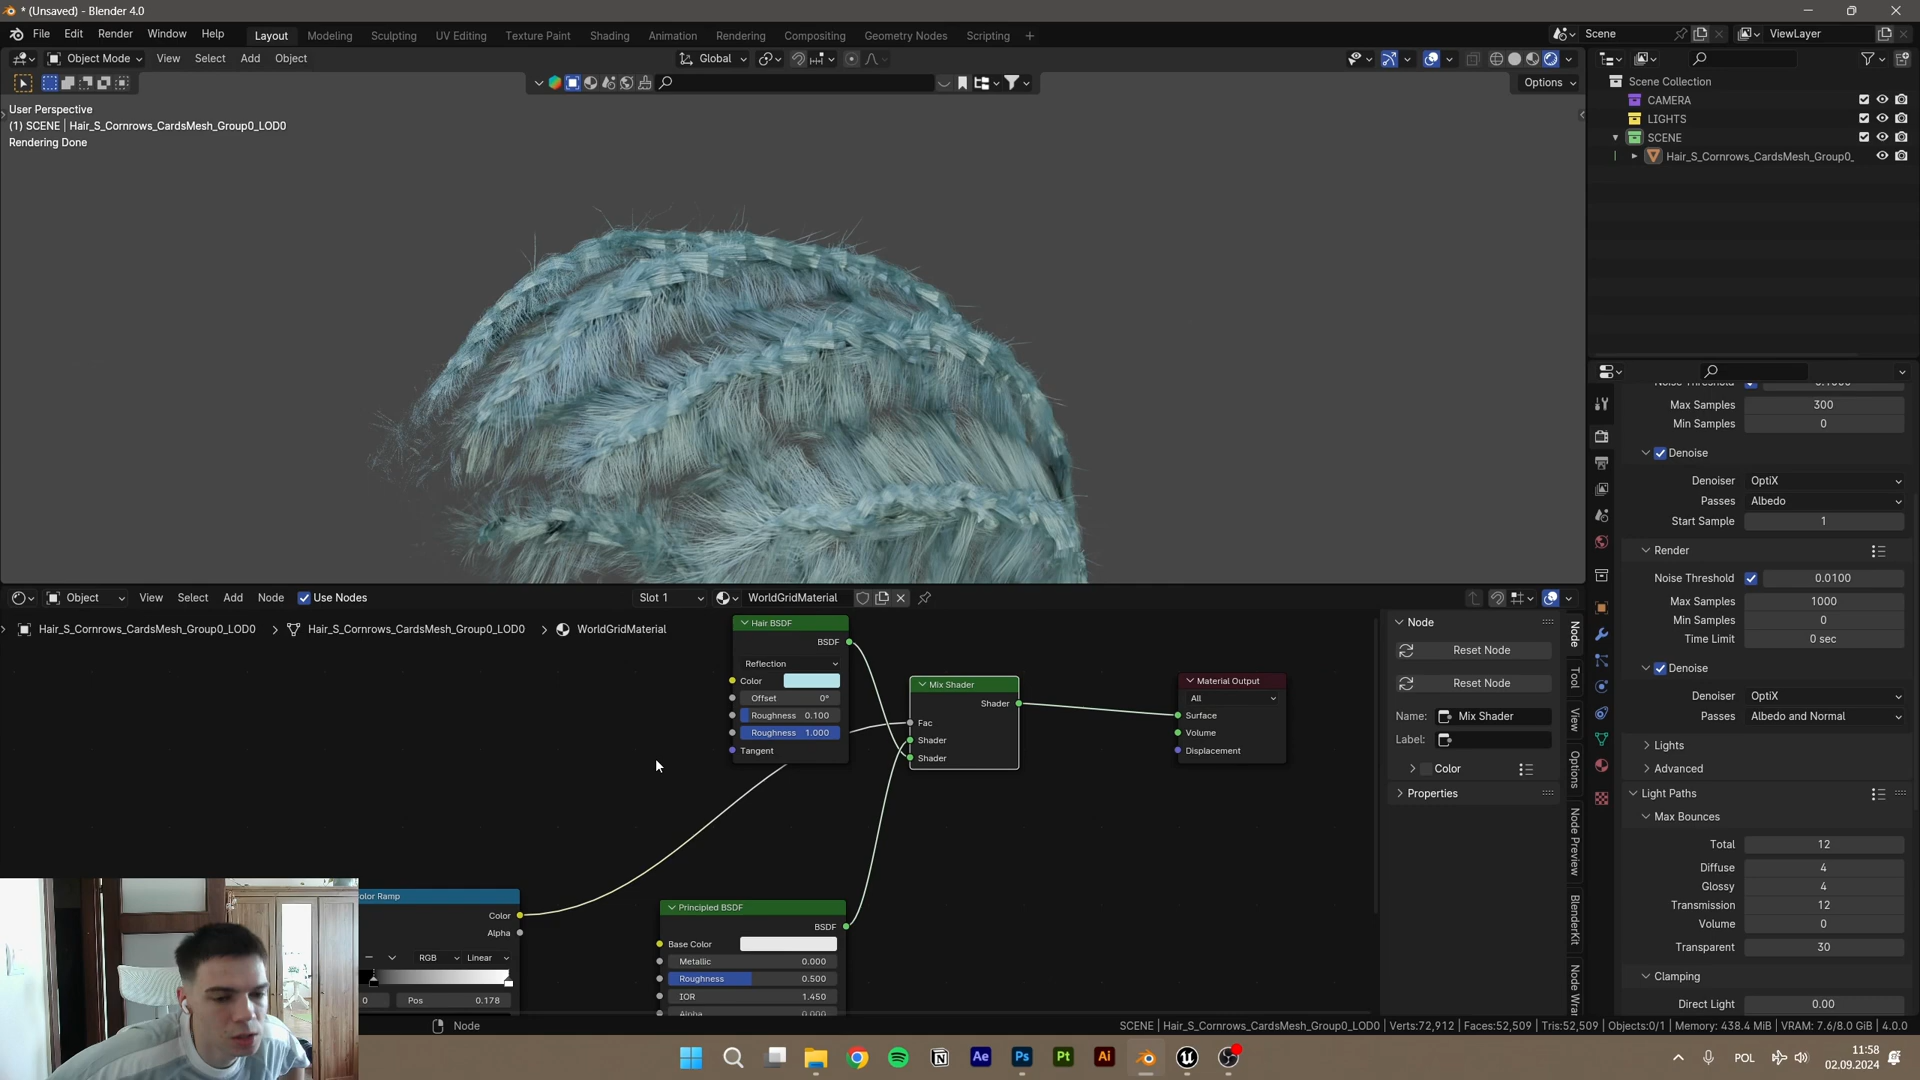 * (Unsaved) - Blender 4.0
File Edit Render Window Help
Layout Modeling Sculpting UV Editing Texture Paint Shading Animation Rendering Compositing Geometry Nodes Scripting +
Scene
ViewLayer
Object Mode View Select Add Object
Global
Options
User Perspective
(1) SCENE | Hair_S_Cornrows_CardsMesh_Group0_LOD0
Rendering Done
Scene Collection
CAMERA
LIGHTS
SCENE
Hair_S_Cornrows_CardsMesh_Group0_
Max Samples 300
Min Samples 0
Denoise
Denoiser OptiX
Passes Albedo
Start Sample 1
Render
Noise Threshold 0.0100
Max Samples 1000
Min Samples 0
Time Limit 0 sec
Denoise
Denoiser OptiX
Passes Albedo and Normal
Lights
Advanced
Light Paths
Max Bounces
Total 12
Diffuse 4
Glossy 4
Transmission 12
Volume 0
Transparent 30
Clamping
Direct Light 0.00
Object View Select Add Node Use Nodes
Slot 1
WorldGridMaterial
Hair_S_Cornrows_CardsMesh_Group0_LOD0 Hair_S_Cornrows_CardsMesh_Group0_LOD0 WorldGridMaterial
Hair BSDF
BSDF
Reflection
Color
Offset 0°
Roughness 0.100
Roughness 1.000
Tangent
Mix Shader
Shader
Fac
Shader
Shader
Material Output
All
Surface
Volume
Displacement
Color Ramp
Color
Alpha
RGB Linear
0 Pos 0.178
Principled BSDF
BSDF
Base Color
Metallic 0.000
Roughness 0.500
IOR 1.450
Node
Reset Node
Reset Node
Name: Mix Shader
Label:
Color
Properties
Node
Tool
View
Options
Node Preview
BlenderKit
Node Wran
Node
SCENE | Hair_S_Cornrows_CardsMesh_Group0_LOD0 | Verts:72,912 | Faces:52,509 | Tris:52,509 | Objects:0/1 | Memory: 438.4 MiB | VRAM: 7.6/8.0 GiB | 4.0.0
Ae
Ps
Pt
Ai
POL
11:58
02.09.2024